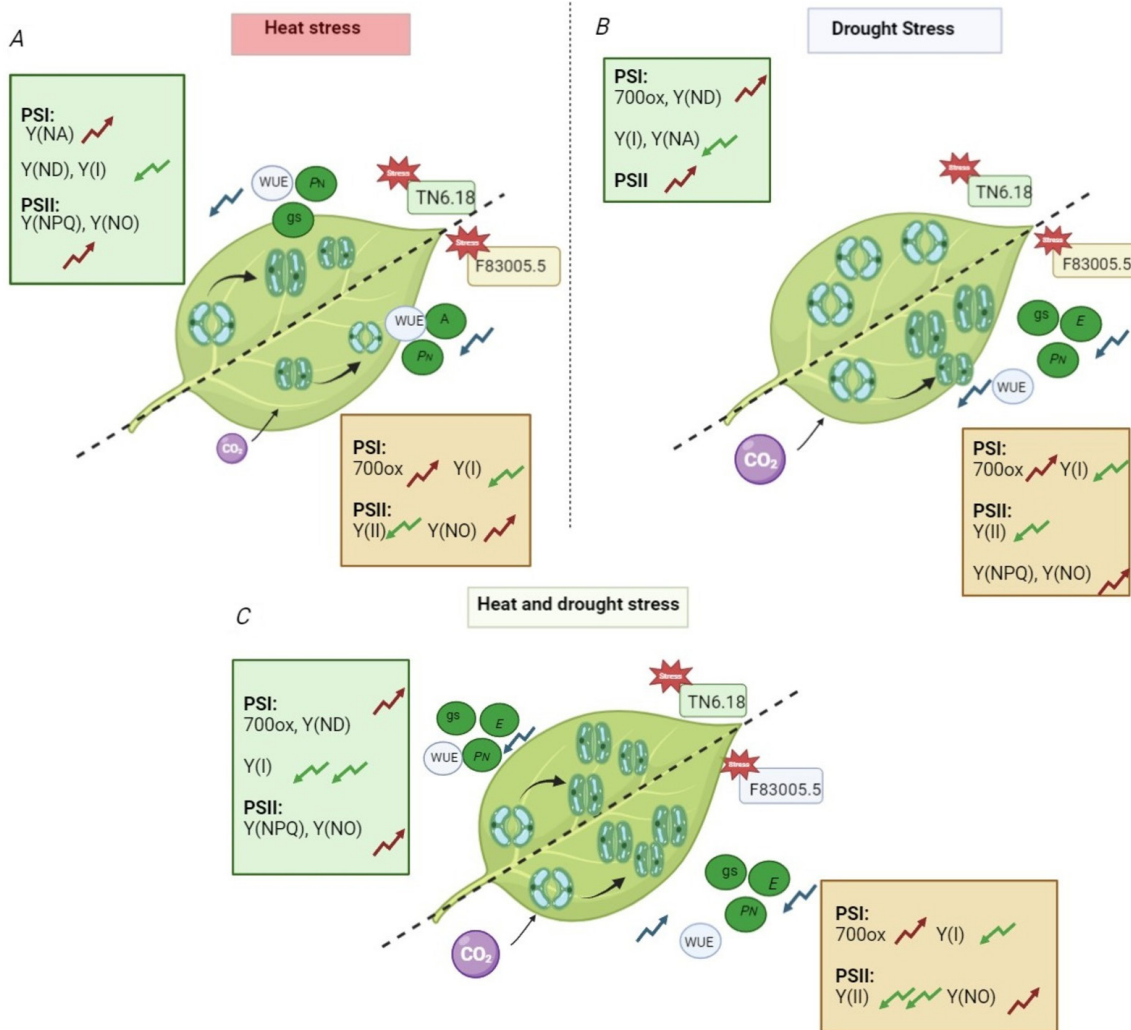 A
Heat stress
PSI:
Y(NA)
Y(ND), Y(I)
PSII:
Y(NPQ), Y(NO)
WUE
PN
gs
Stress
TN6.18
Stress
F83005.5
WUE
A
PN
CO₂
PSI:
700ox Y(I)
PSII:
Y(II) Y(NO)
B
Drought Stress
PSI:
700ox, Y(ND)
Y(I), Y(NA)
PSII
Stress
TN6.18
Stress
F83005.5
gs
E
PN
WUE
CO₂
PSI:
700ox Y(I)
PSII:
Y(II)
Y(NPQ), Y(NO)
C
Heat and drought stress
PSI:
700ox, Y(ND)
Y(I)
PSII:
Y(NPQ), Y(NO)
gs
E
WUE
PN
Stress
TN6.18
Stress
F83005.5
gs
E
PN
WUE
CO₂
PSI:
700ox Y(I)
PSII:
Y(II) Y(NO)